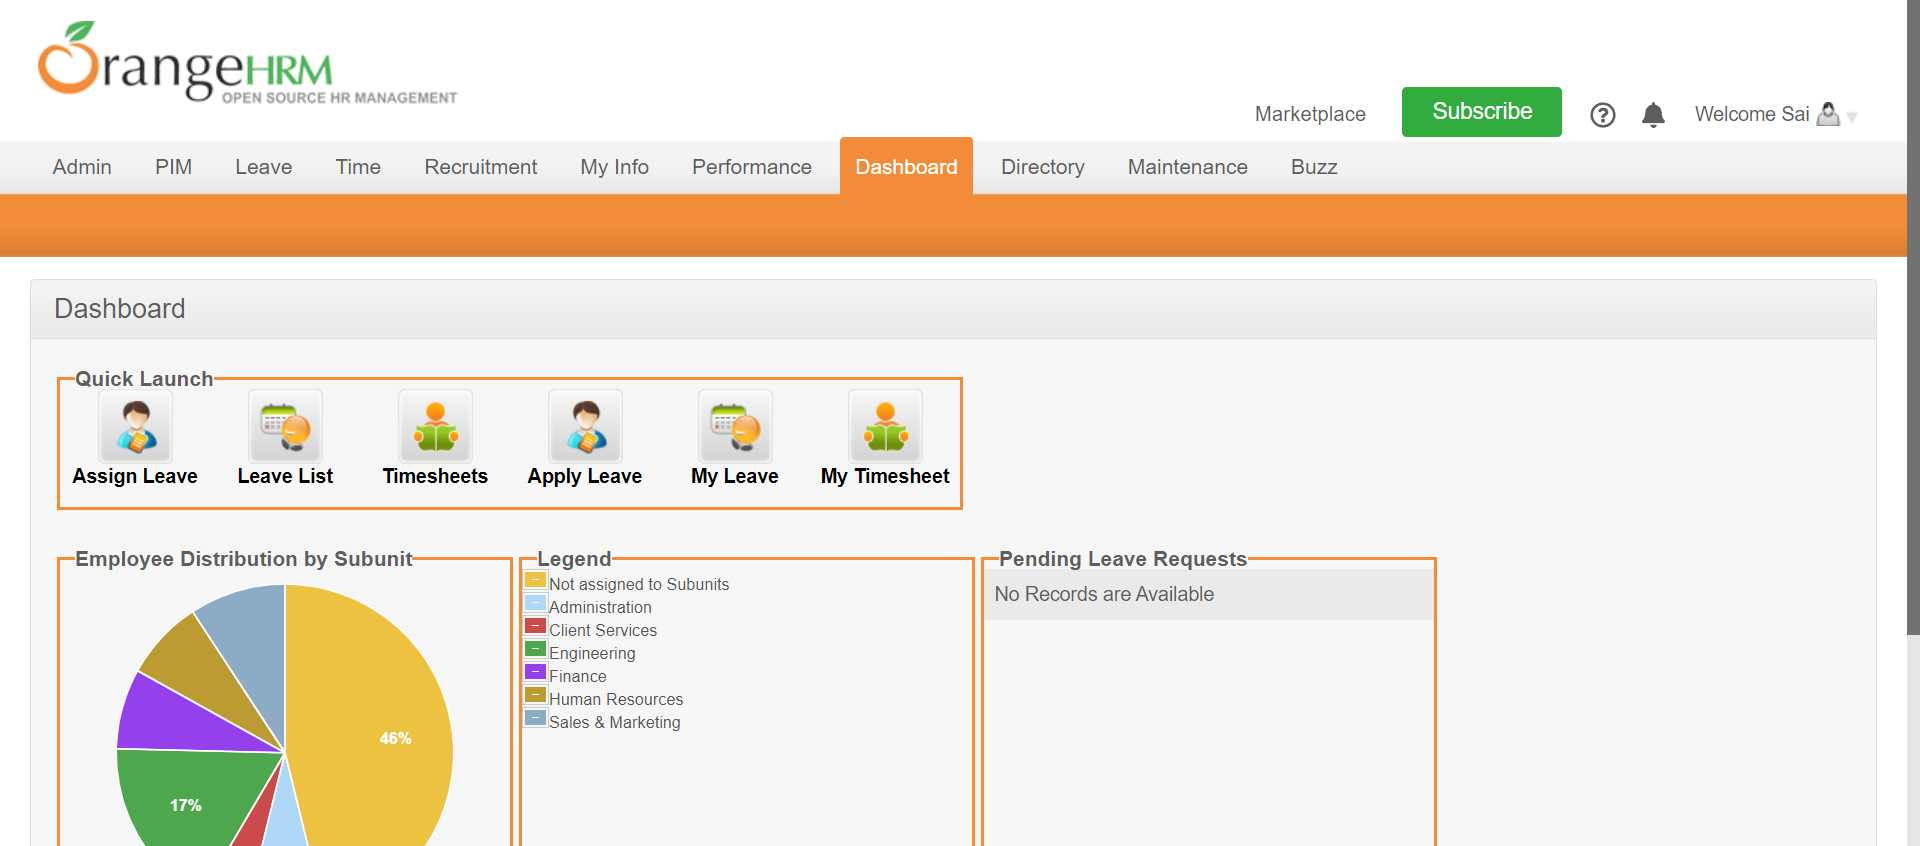 OrangeHRM
OPEN SOURCE HR MANAGEMENT
Marketplace
Subscribe
Welcome Sai
Admin
PIM
Leave
Time
Recruitment
My Info
Performance
Dashboard
Directory
Maintenance
Buzz
Dashboard
Quick Launch
Assign Leave
Leave List
Timesheets
Apply Leave
My Leave
My Timesheet
Employee Distribution by Subunit
46%
17%
Legend
Not assigned to Subunits
Administration
Client Services
Engineering
Finance
Human Resources
Sales & Marketing
Pending Leave Requests
No Records are Available